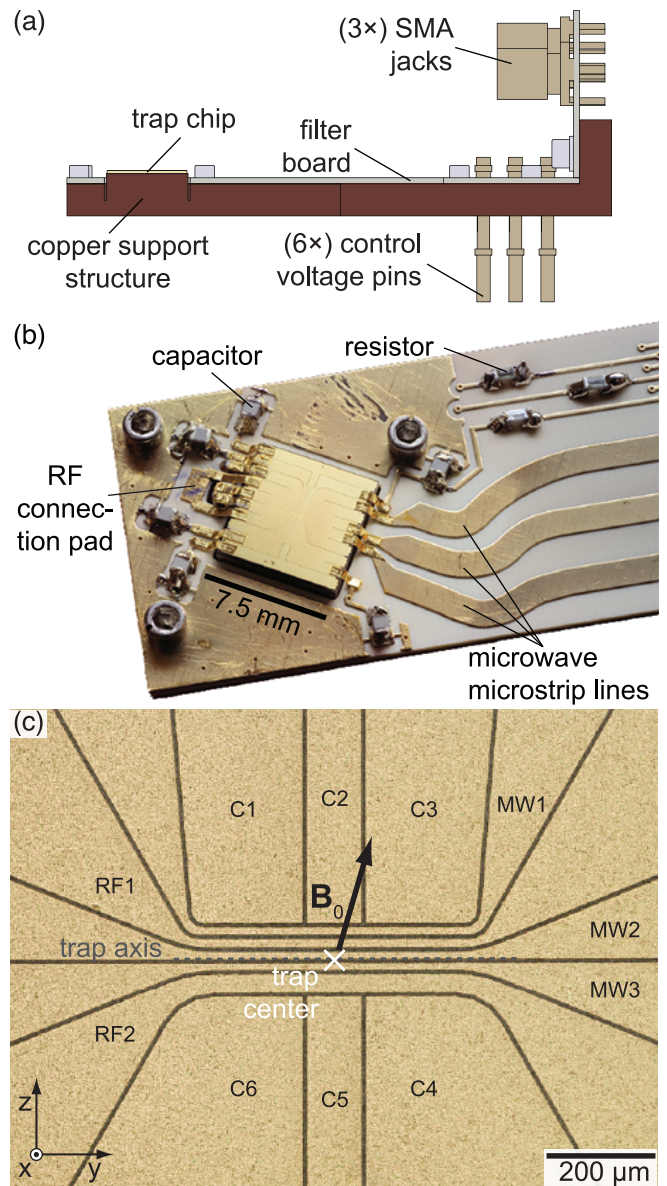 (a)
(3×) SMA
jacks
trap chip
filter
board
copper support
structure
(6×) control
voltage pins
(b)
capacitor
resistor
RF
connec-
tion pad
7.5 mm
microwave
microstrip lines
(c)
C1
C2
C3
MW1
B0
RF1
MW2
trap axis
trap
center
MW3
RF2
C6
C5
C4
z
x
y
200 µm